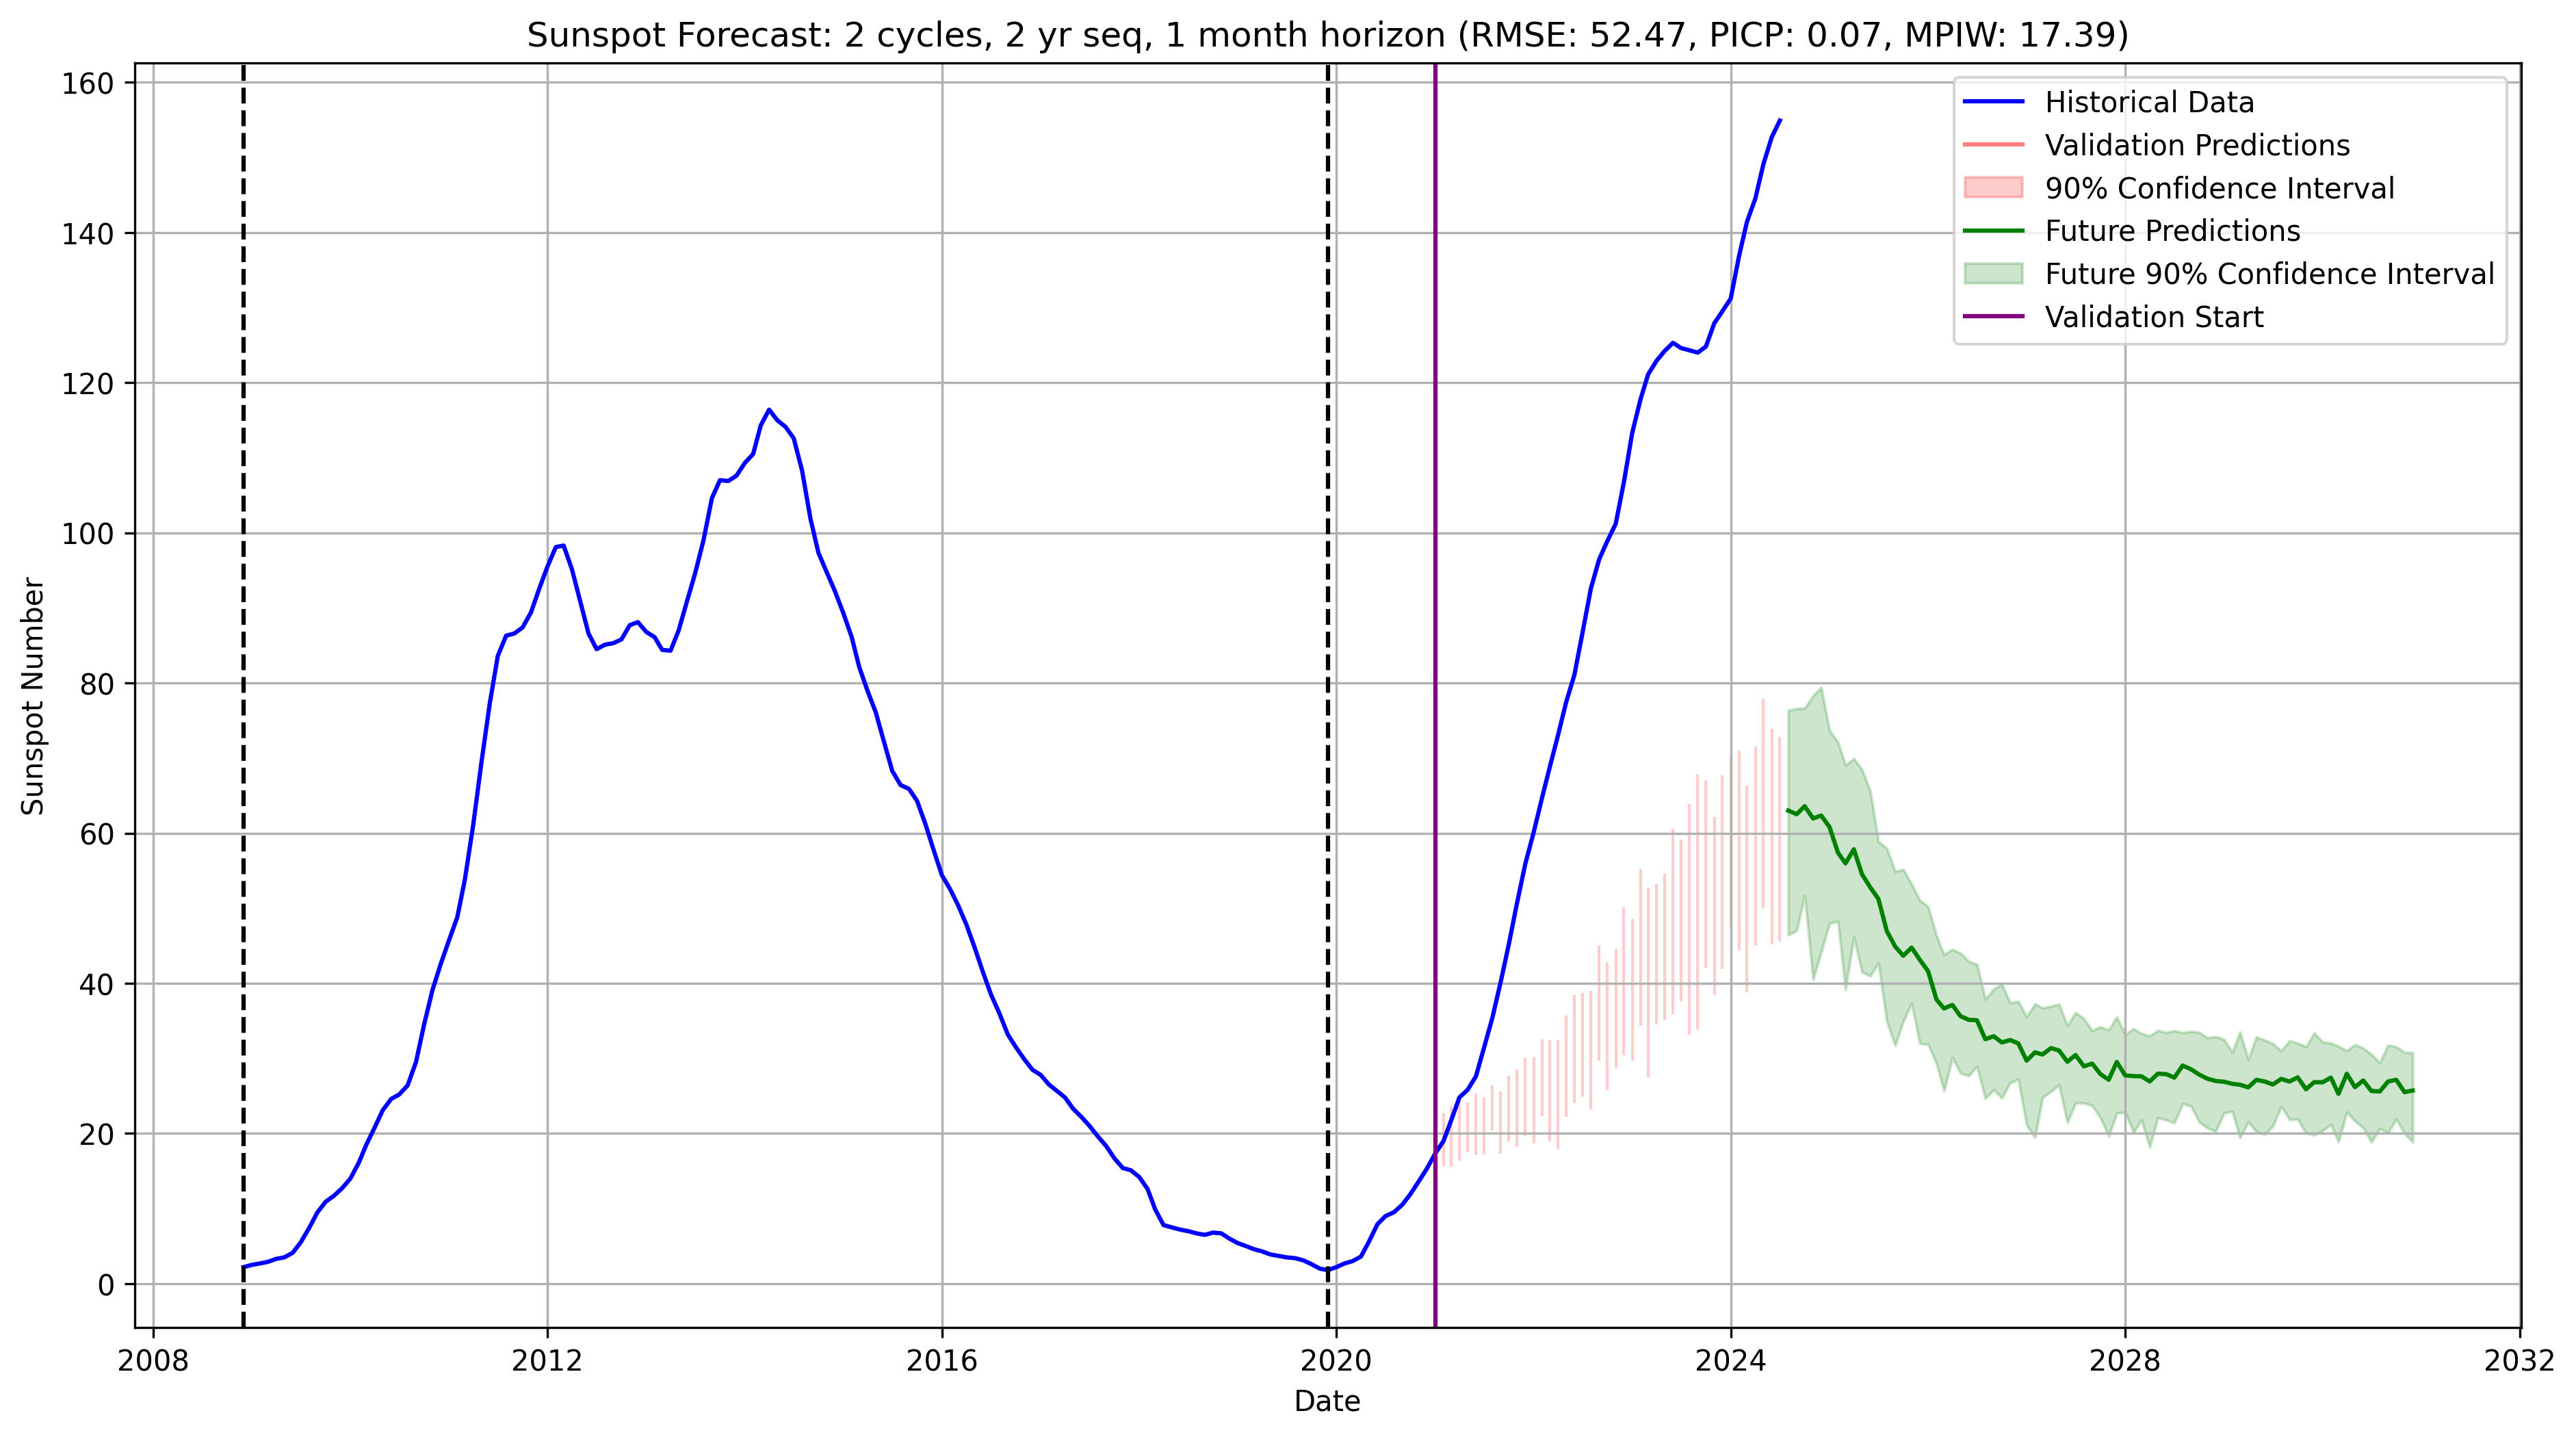 Sunspot Forecast: 2 cycles, 2 yr seq, 1 month horizon (RMSE: 52.47, PICP: 0.07, MPIW: 17.39)
160
140
120
100
80
60
40
20
0
Sunspot Number
Historical Data
Validation Predictions
90% Confidence Interval
Future Predictions
Future 90% Confidence Interval
Validation Start
2008 2012 2016 2020 2024 2028 2032
Date